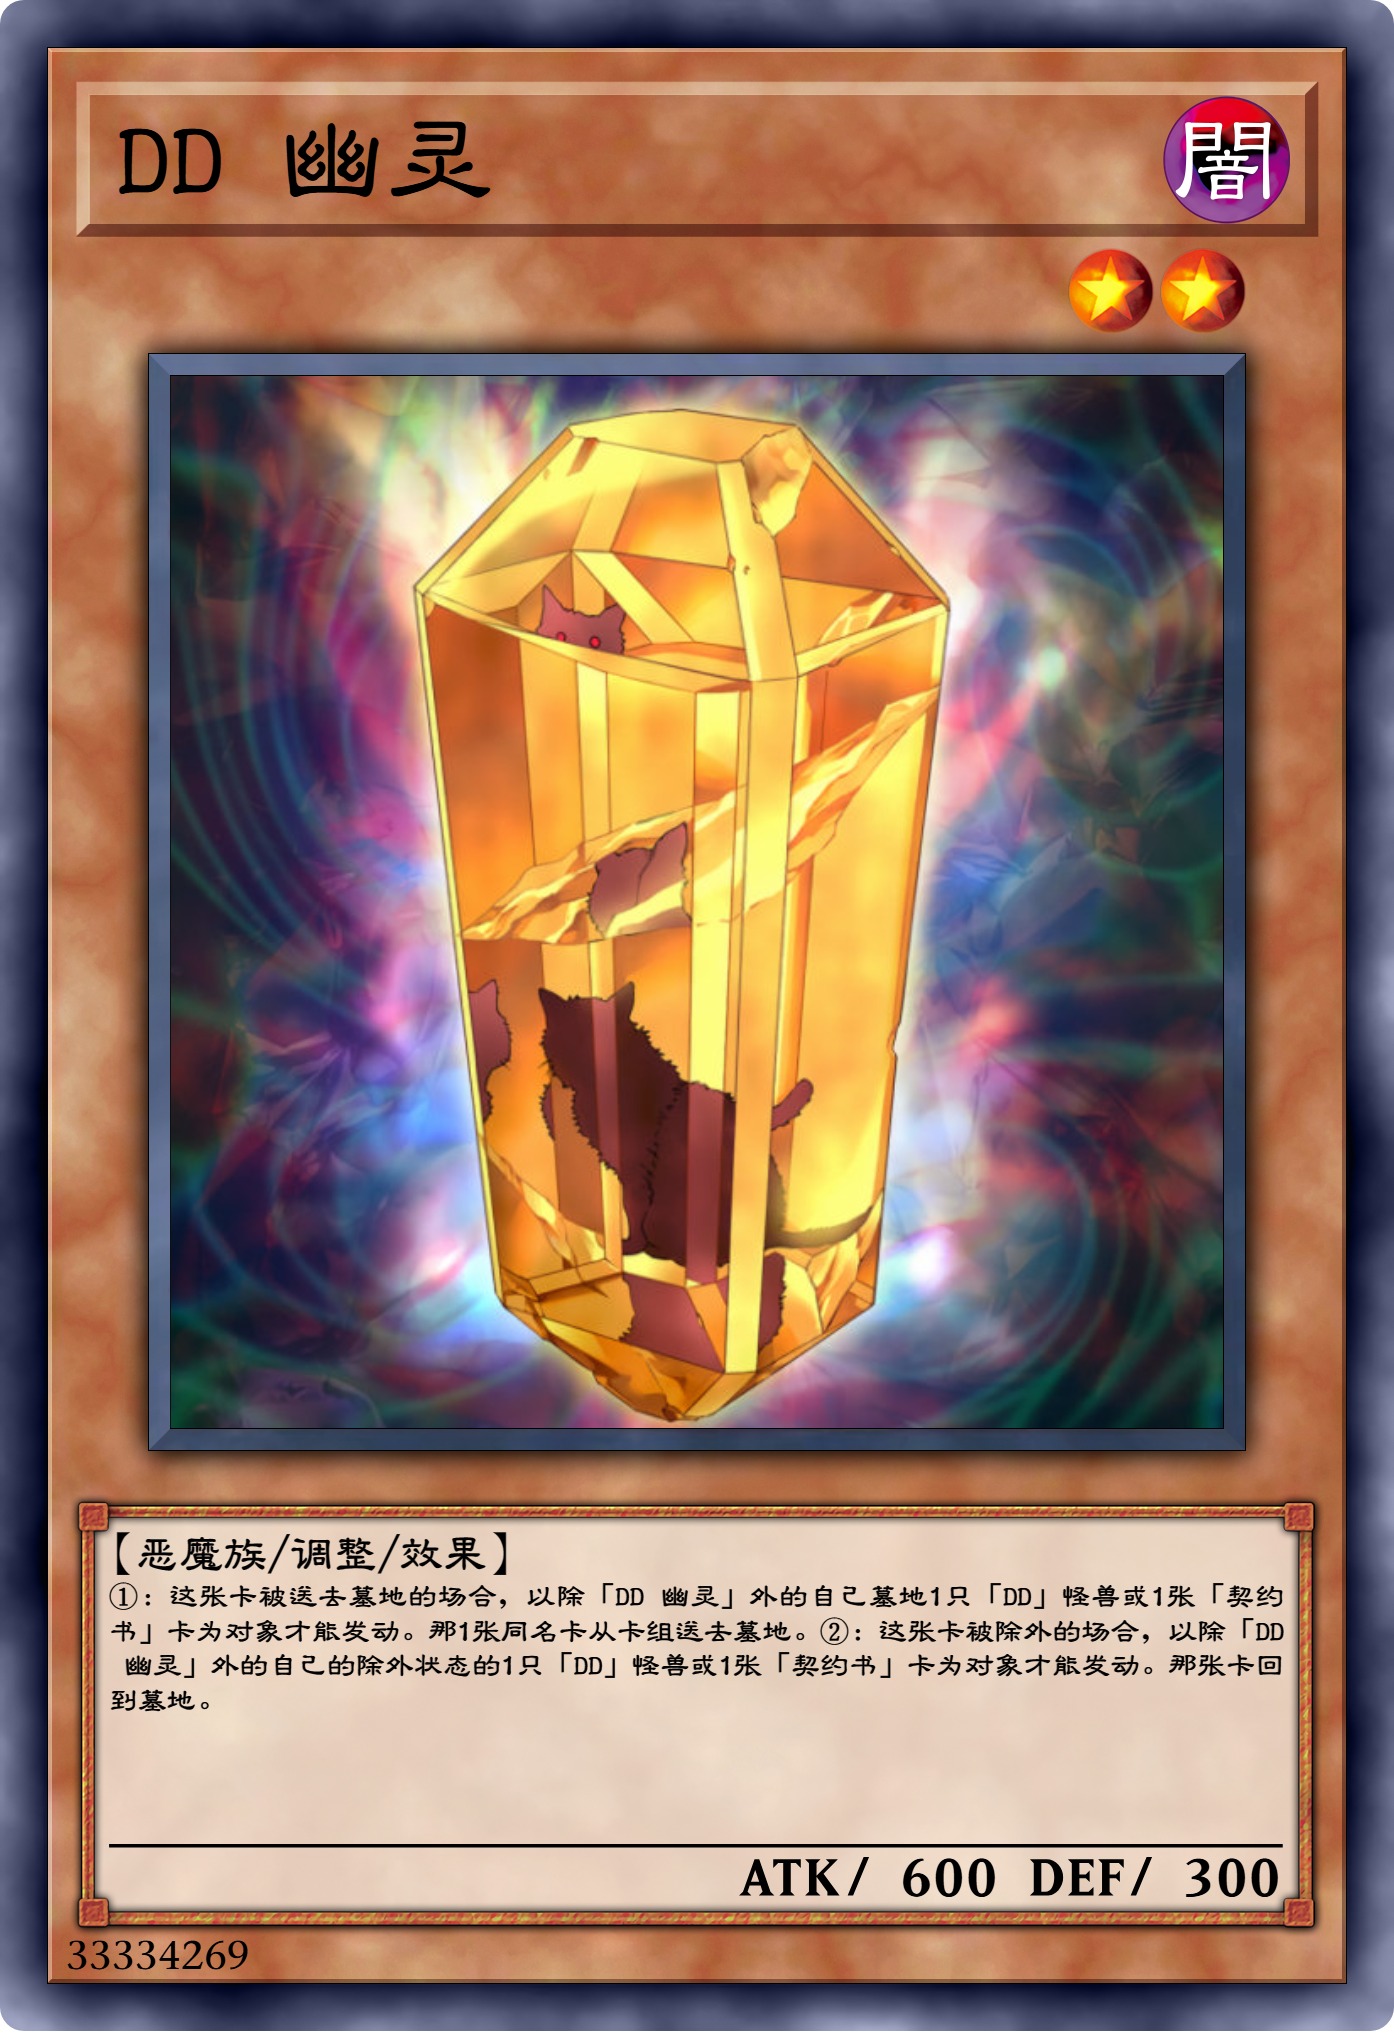 DD 幽灵
闇
【恶魔族/调整/效果】
①：这张卡被送去墓地的场合，以除「DD 幽灵」外的自己墓地1只「DD」怪兽或1张「契约
书」卡为对象才能发动。那1张同名卡从卡组送去墓地。②：这张卡被除外的场合，以除「DD
幽灵」外的自己的除外状态的1只「DD」怪兽或1张「契约书」卡为对象才能发动。那张卡回
到墓地。
ATK/ 600 DEF/ 300
33334269